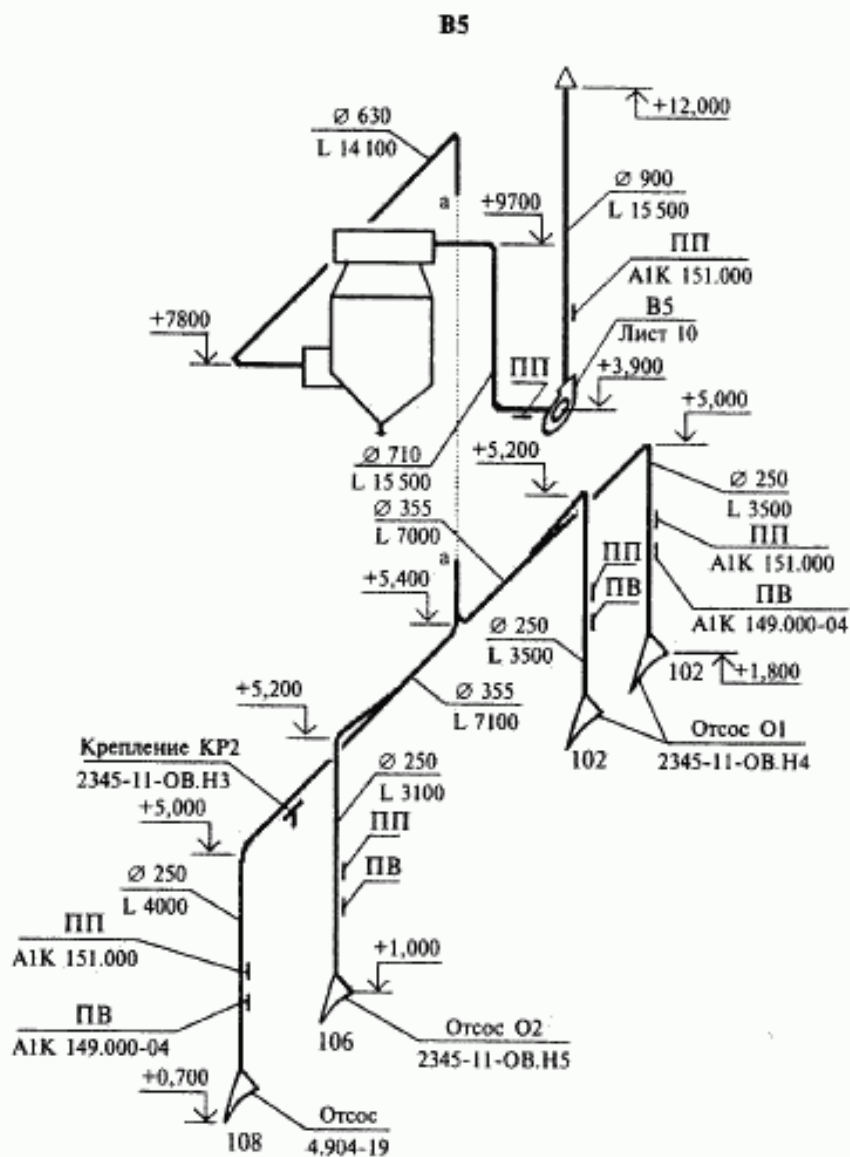 В5
+12,000
Ø 630
L 14 100
Ø 900
L 15 500
а
+9700
ПП
А1К 151.000
В5
Лист 10
+7800
ПП
+3,900
+5,000
Ø 710
L 15 500
+5,200
Ø 250
L 3500
Ø 355
L 7000
ПП
А1К 151.000
а
ПП
+5,400
ПВ
ПВ
А1К 149.000-04
Ø 250
L 3500
102
+1,800
+5,200
Ø 355
L 7100
Отсос О1
2345-11-ОВ.Н4
102
Крепление КР2
2345-11-ОВ.Н3
Ø 250
L 3100
+5,000
ПП
ПВ
Ø 250
L 4000
ПП
А1К 151.000
+1,000
ПВ
А1К 149.000-04
106
Отсос О2
2345-11-ОВ.Н5
+0,700
108
Отсос
4.904-19